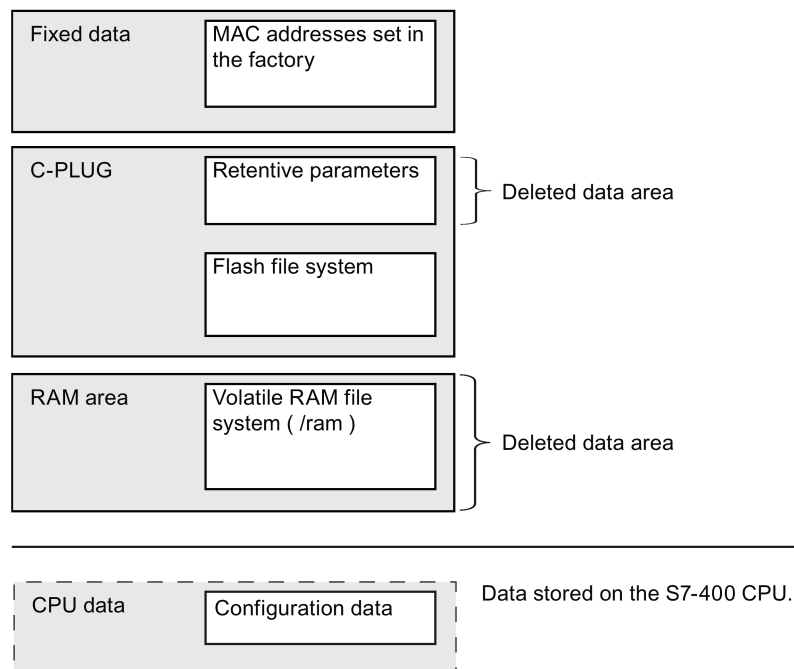 Fixed data
MAC addresses set in
the factory
C-PLUG
Retentive parameters
Deleted data area
Flash file system
RAM area
Volatile RAM file
system ( /ram )
Deleted data area
CPU data
Configuration data
Data stored on the S7-400 CPU.